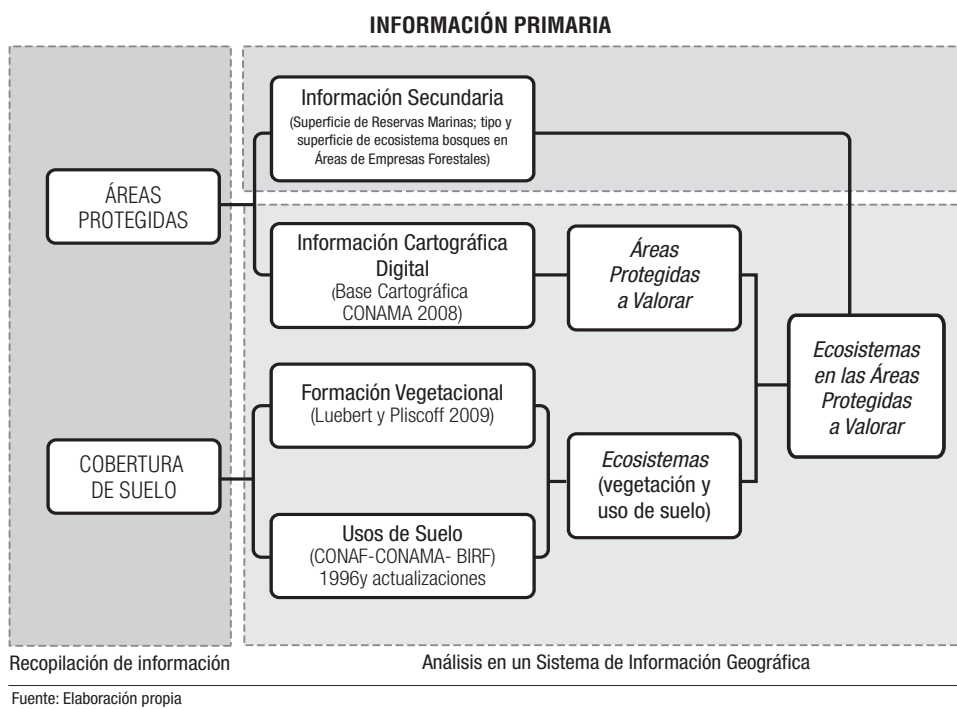 INFORMACIÓN PRIMARIA
Información Secundaria
(Superficie de Reservas Marinas; tipo y
superficie de ecosistema bosques en
Áreas de Empresas Forestales)
ÁREAS
PROTEGIDAS
Información Cartográfica
Digital
(Base Cartográfica
CONAMA 2008)
Áreas
Protegidas
a Valorar
Ecosistemas
en las Áreas
Protegidas
a Valorar
Formación Vegetacional
(Luebert y Pliscoff 2009)
COBERTURA
DE SUELO
Ecosistemas
(vegetación y
uso de suelo)
Usos de Suelo
(CONAF-CONAMA- BIRF)
1996y actualizaciones
Recopilación de información
Análisis en un Sistema de Información Geográfica
Fuente: Elaboración propia